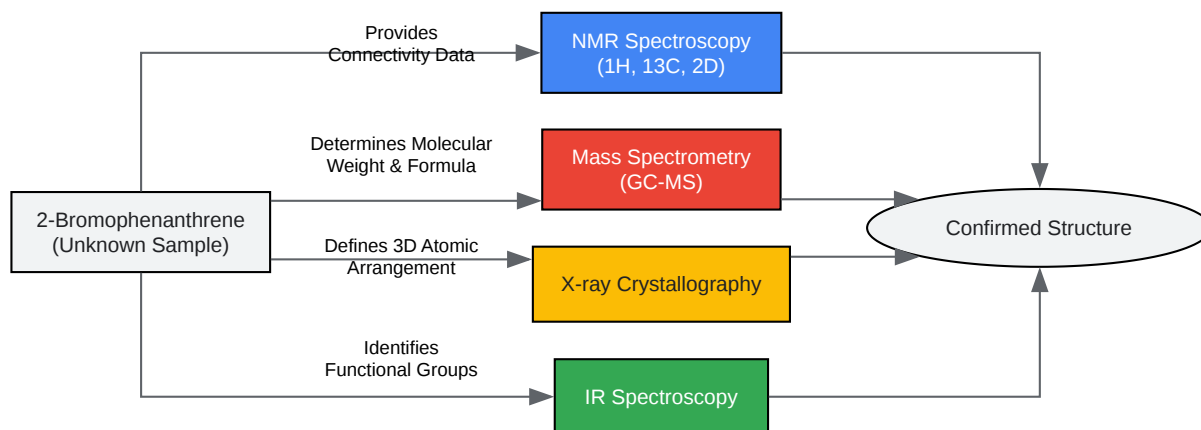 Provides
Connectivity Data
NMR Spectroscopy
(1H, 13C, 2D)
Determines Molecular
Weight & Formula
Mass Spectrometry
(GC-MS)
2-Bromophenanthrene
(Unknown Sample)
Confirmed Structure
Defines 3D Atomic
Arrangement
X-ray Crystallography
Identifies
Functional Groups
IR Spectroscopy